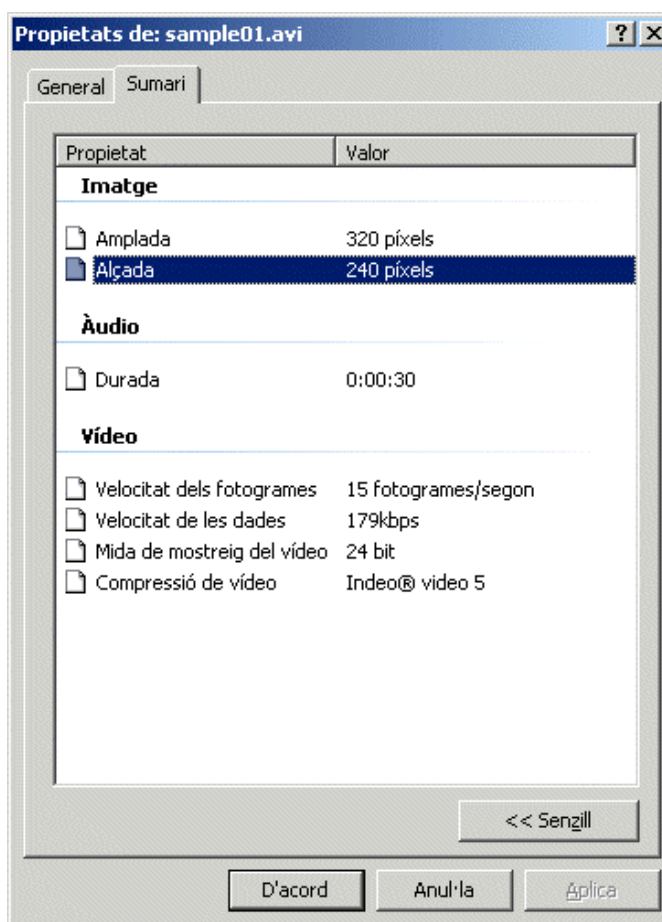 Propietats de: sample01.avi
General Sumari
Propietat Valor
Imatge
Amplada 320 píxels
Alçada 240 píxels
Àudio
Durada 0:00:30
Vídeo
Velocitat dels fotogrames 15 fotogrames/segon
Velocitat de les dades 179kbps
Mida de mostreig del vídeo 24 bit
Compressió de vídeo Indeo® video 5
<< Senzill
D'acord Anul·la Aplica